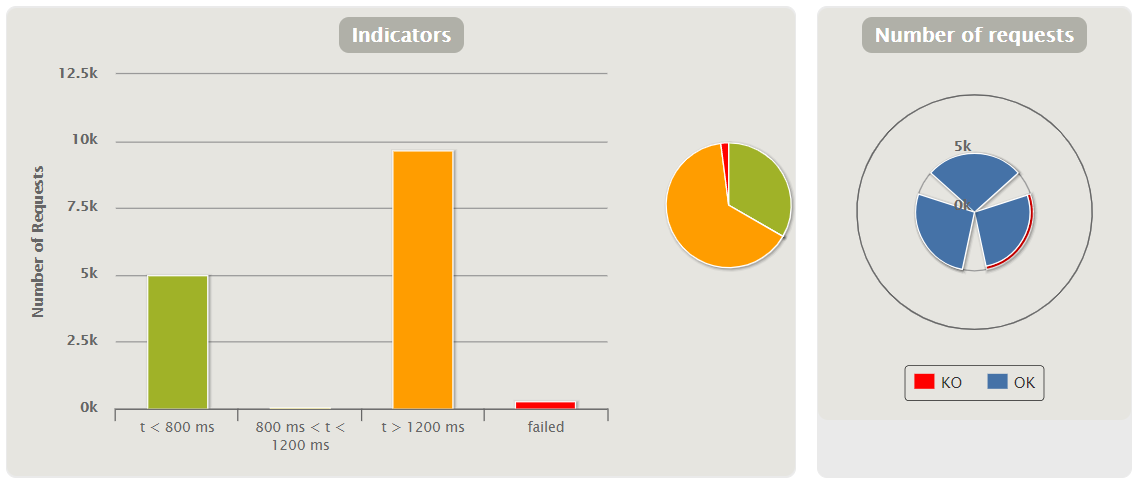 Indicators
Number of Requests
12.5k
10k
7.5k
5k
2.5k
0k
t < 800 ms
800 ms < t <
1200 ms
t > 1200 ms
failed
Number of requests
5k
0k
KO
OK